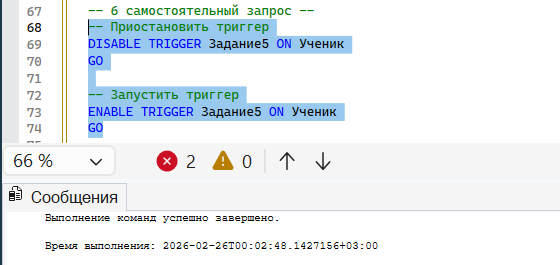 67 -- 6 самостоятельный запрос --
68 -- Приостановить триггер
69 DISABLE TRIGGER Задание5 ON Ученик
70 GO
71
72 -- Запустить триггер
73 ENABLE TRIGGER Задание5 ON Ученик
74 GO
66 % 2 0
Сообщения
Выполнение команд успешно завершено.
Время выполнения: 2026-02-26T00:02:48.1427156+03:00